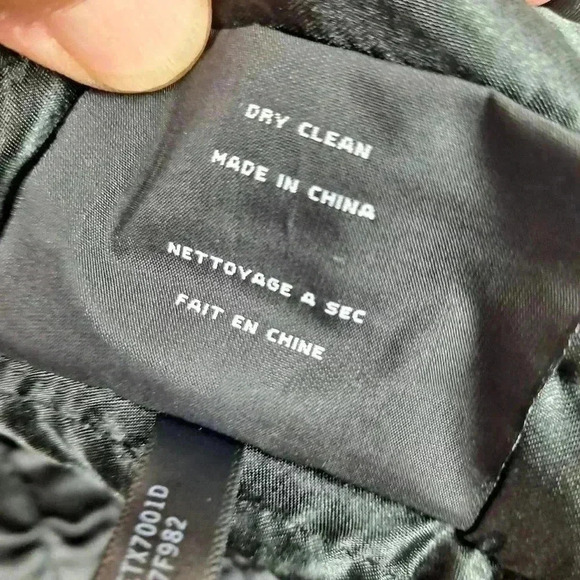 DRY CLEAN
MADE IN CHINA
NETTOYAGE A SEC
FAIT EN CHINE
TX7001D
7F982